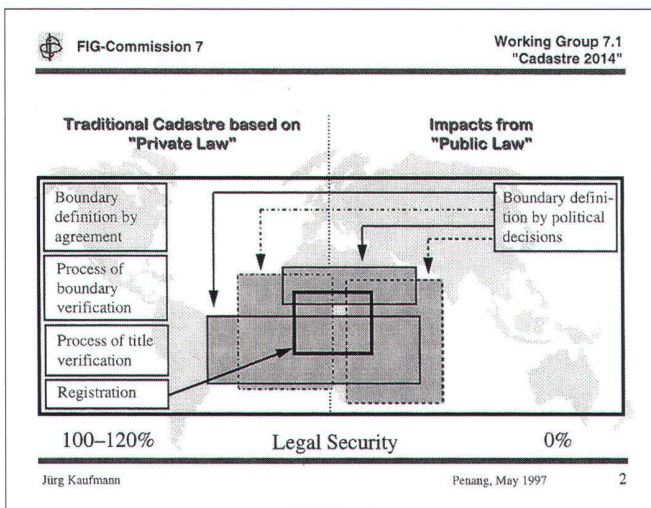 FIG-Commission 7
Working Group 7.1
"Cadastre 2014"
Traditional Cadastre based on
"Private Law"
Impacts from
"Public Law"
Boundary
definition by
agreement
Process of
boundary
verification
Process of title
verification
Registration
Boundary defini-
tion by political
decisions
100–120%
Legal Security
0%
Jürg Kaufmann
Penang, May 1997
2